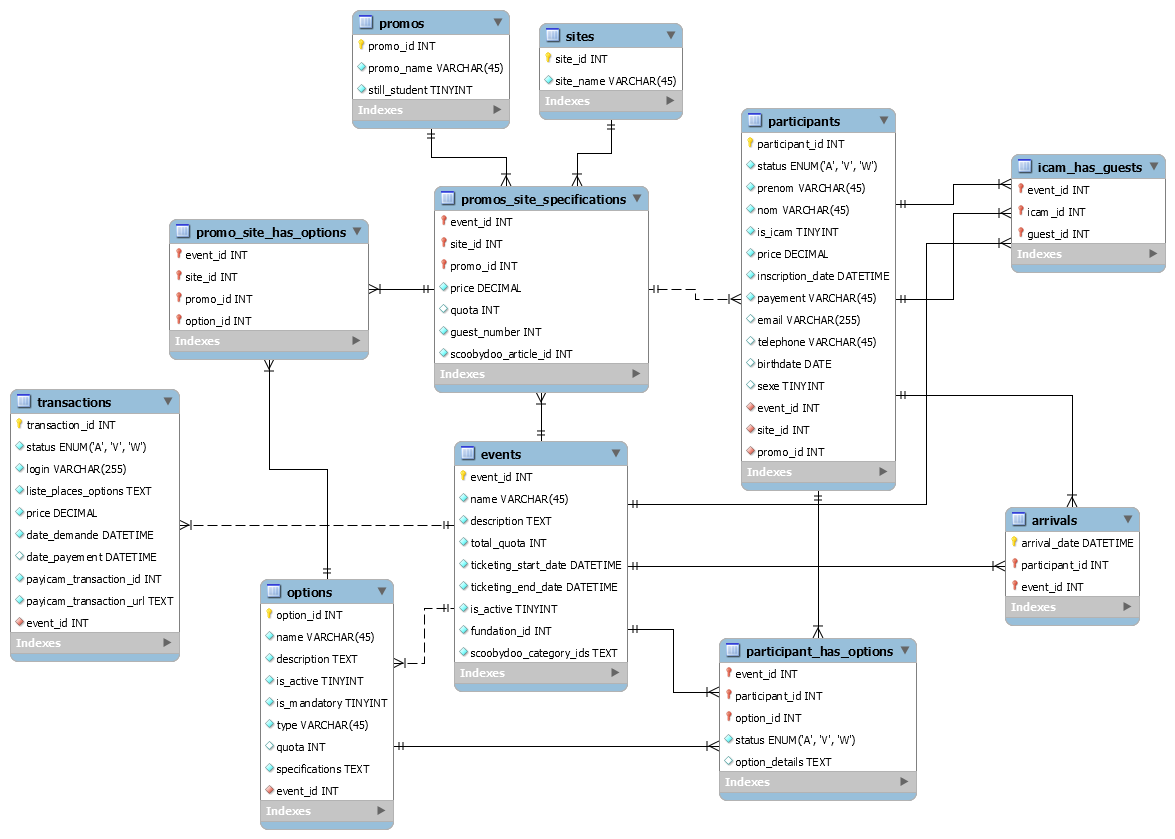 promos
promo_id INT
promo_name VARCHAR(45)
still_student TINYINT
Indexes
sites
site_id INT
site_name VARCHAR(45)
Indexes
participants
participant_id INT
status ENUM('A', 'V', 'W')
prenom VARCHAR(45)
nom VARCHAR(45)
is_icam TINYINT
price DECIMAL
inscription_date DATETIME
payement VARCHAR(45)
email VARCHAR(255)
telephone VARCHAR(45)
birthdate DATE
sexe TINYINT
event_id INT
site_id INT
promo_id INT
Indexes
icam_has_guests
event_id INT
icam_id INT
guest_id INT
Indexes
promos_site_specifications
event_id INT
site_id INT
promo_id INT
price DECIMAL
quota INT
guest_number INT
scoobydoo_article_id INT
Indexes
promo_site_has_options
event_id INT
site_id INT
promo_id INT
option_id INT
Indexes
transactions
transaction_id INT
status ENUM('A', 'V', 'W')
login VARCHAR(255)
liste_places_options TEXT
price DECIMAL
date_demande DATETIME
date_payement DATETIME
payicam_transaction_id INT
payicam_transaction_url TEXT
event_id INT
Indexes
events
event_id INT
name VARCHAR(45)
description TEXT
total_quota INT
ticketing_start_date DATETIME
ticketing_end_date DATETIME
is_active TINYINT
fundation_id INT
scoobydoo_category_ids TEXT
Indexes
arrivals
arrival_date DATETIME
participant_id INT
event_id INT
Indexes
options
option_id INT
name VARCHAR(45)
description TEXT
is_active TINYINT
is_mandatory TINYINT
type VARCHAR(45)
quota INT
specifications TEXT
event_id INT
Indexes
participant_has_options
event_id INT
participant_id INT
option_id INT
status ENUM('A', 'V', 'W')
option_details TEXT
Indexes